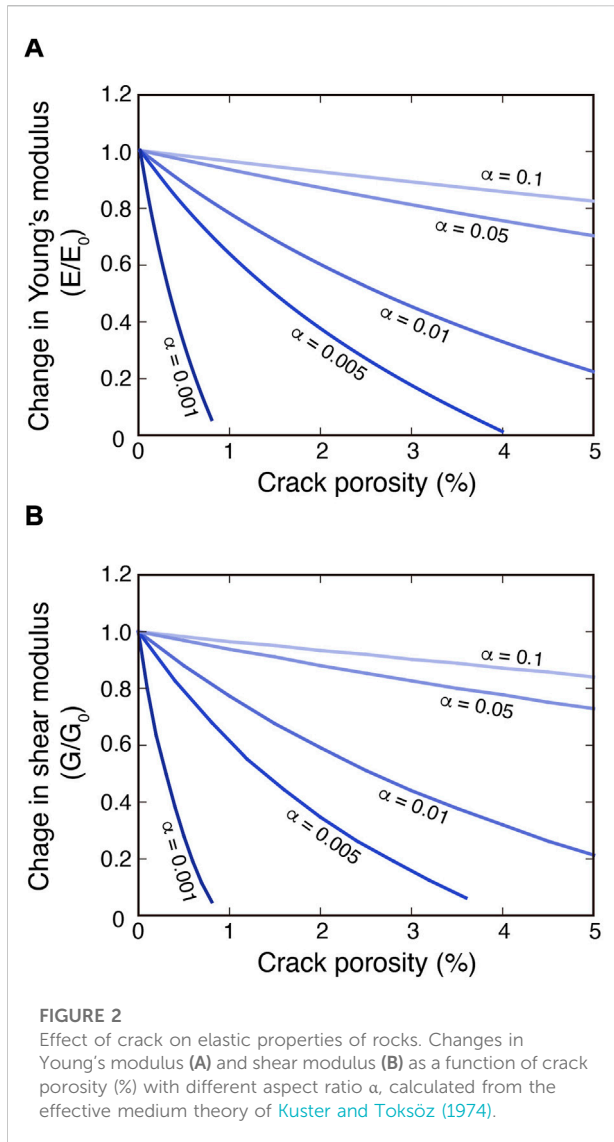 A
Change in Young's modulus
(E/E₀)
1.2
1.0
0.8
0.6
0.4
0.2
0
α = 0.1
α = 0.05
α = 0.01
α = 0.005
α = 0.001
0 1 2 3 4 5
Crack porosity (%)
B
Chage in shear modulus
(G/G₀)
1.2
1.0
0.8
0.6
0.4
0.2
0
α = 0.1
α = 0.05
α = 0.01
α = 0.005
α = 0.001
0 1 2 3 4 5
Crack porosity (%)
FIGURE 2
Effect of crack on elastic properties of rocks. Changes in
Young's modulus (A) and shear modulus (B) as a function of crack
porosity (%) with different aspect ratio α, calculated from the
effective medium theory of Kuster and Toksöz (1974).